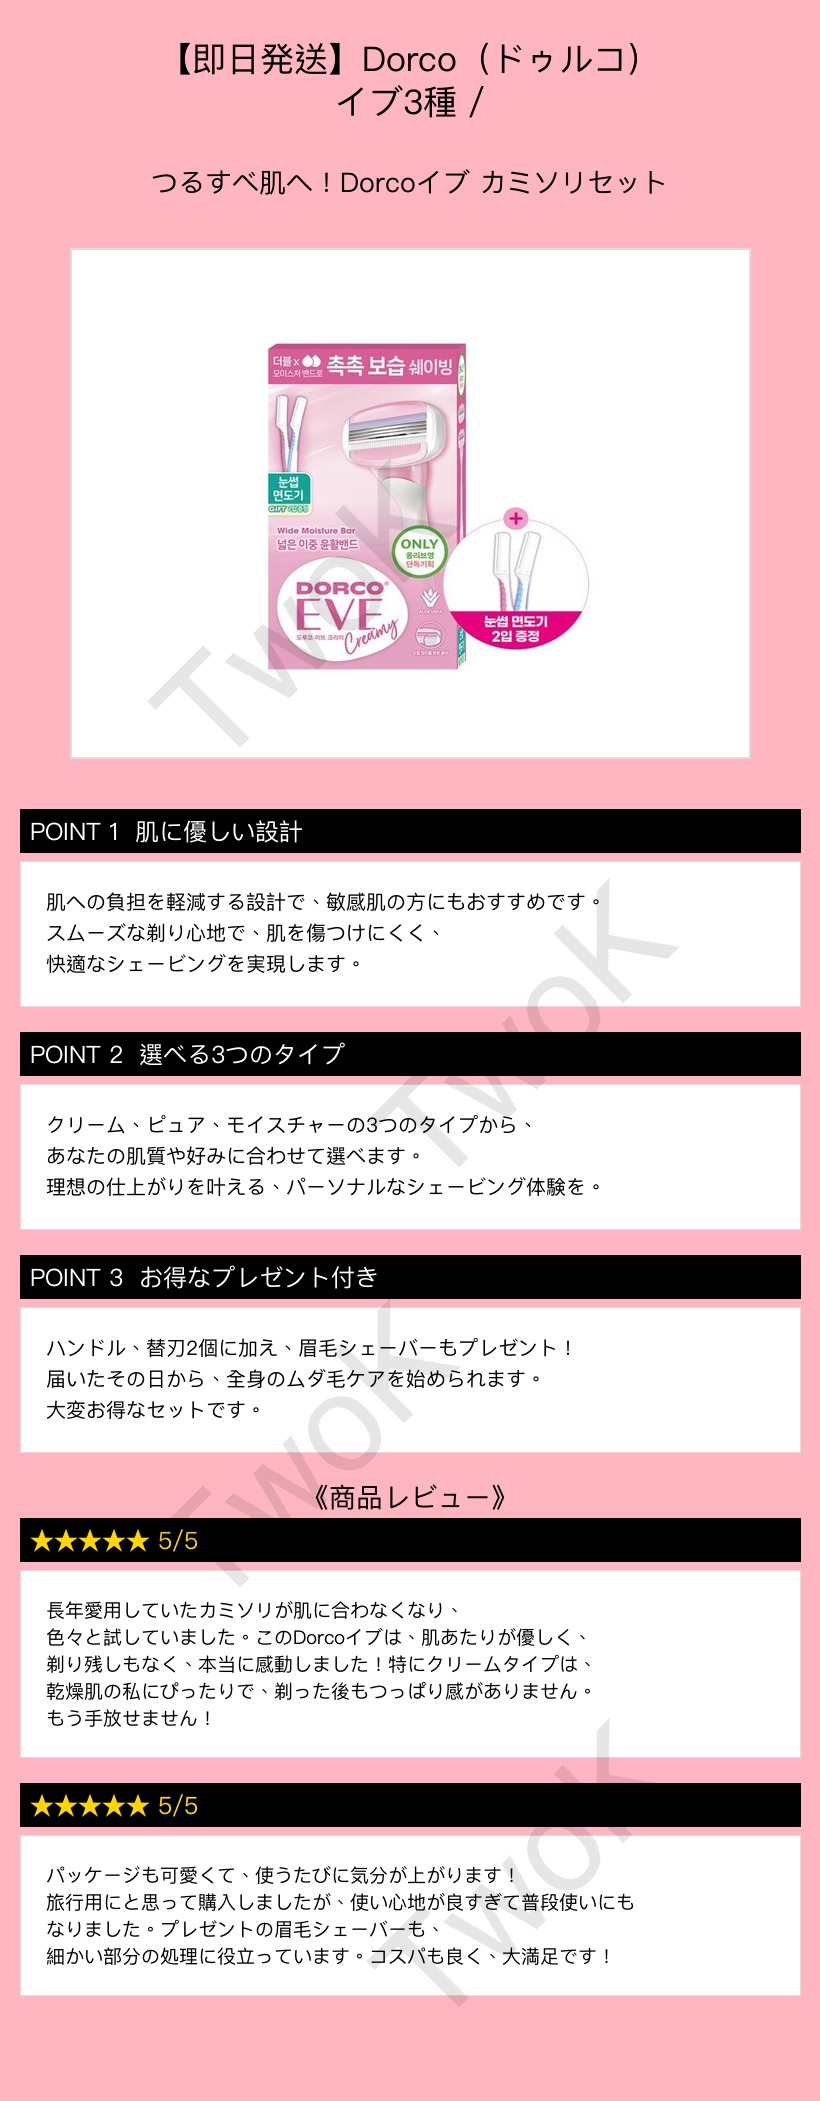 【即日発送】Dorco（ドゥルコ）
イブ3種 /
つるすべ肌へ！Dorcoイブ カミソリセット
더블 x
모이스쳐 밴드로
촉촉 보습 쉐이빙
눈썹
면도기
GIFT
Wide Moisture Bar
넓은 이중 윤활밴드
ONLY
올리브영
단독기획
DORCO
EVE
Creamy
도루코 이브 크리미
ALOE VERA
+
눈썹 면도기
2입 증정
POINT 1 肌に優しい設計
肌への負担を軽減する設計で、敏感肌の方にもおすすめです。
スムーズな剃り心地で、肌を傷つけにくく、
快適なシェービングを実現します。
POINT 2 選べる3つのタイプ
クリーム、ピュア、モイスチャーの3つのタイプから、
あなたの肌質や好みに合わせて選べます。
理想の仕上がりを叶える、パーソナルなシェービング体験を。
POINT 3 お得なプレゼント付き
ハンドル、替刃2個に加え、眉毛シェーバーもプレゼント！
届いたその日から、全身のムダ毛ケアを始められます。
大変お得なセットです。
《商品レビュー》
★★★★★ 5/5
長年愛用していたカミソリが肌に合わなくなり、
色々と試していました。このDorcoイブは、肌あたりが優しく、
剃り残しもなく、本当に感動しました！特にクリームタイプは、
乾燥肌の私にぴったりで、剃った後もつっぱり感がありません。
もう手放せません！
★★★★★ 5/5
パッケージも可愛くて、使うたびに気分が上がります！
旅行用にと思って購入しましたが、使い心地が良すぎて普段使いにも
なりました。プレゼントの眉毛シェーバーも、
細かい部分の処理に役立っています。コスパも良く、大満足です！
TwoK
TwoK
TwoK
TwoK